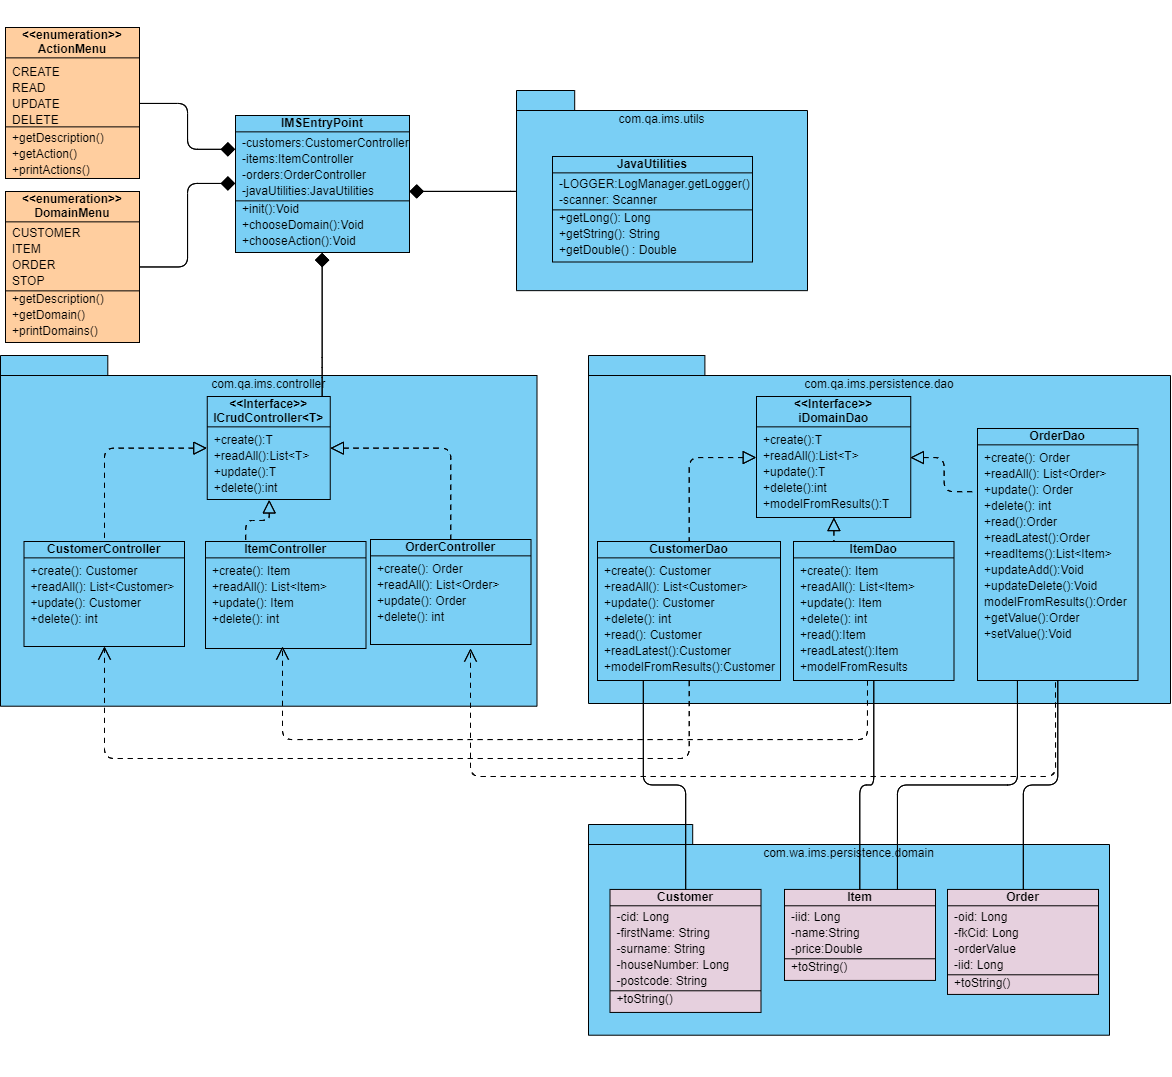 <<enumeration>>
ActionMenu
CREATE
READ
UPDATE
DELETE
+getDescription()
+getAction()
+printActions()
<<enumeration>>
DomainMenu
CUSTOMER
ITEM
ORDER
STOP
+getDescription()
+getDomain()
+printDomains()
IMSEntryPoint
-customers:CustomerController
-items:ItemController
-orders:OrderController
-javaUtilities:JavaUtilities
+init():Void
+chooseDomain():Void
+chooseAction():Void
com.qa.ims.utils
JavaUtilities
-LOGGER:LogManager.getLogger()
-scanner: Scanner
+getLong(): Long
+getString(): String
+getDouble() : Double
com.qa.ims.controller
<<Interface>>
ICrudController<T>
+create():T
+readAll():List<T>
+update():T
+delete():int
CustomerController
+create(): Customer
+readAll(): List<Customer>
+update(): Customer
+delete(): int
ItemController
+create(): Item
+readAll(): List<Item>
+update(): Item
+delete(): int
OrderController
+create(): Order
+readAll(): List<Order>
+update(): Order
+delete(): int
com.qa.ims.persistence.dao
<<Interface>>
iDomainDao
+create():T
+readAll():List<T>
+update():T
+delete():int
+modelFromResults():T
CustomerDao
+create(): Customer
+readAll(): List<Customer>
+update(): Customer
+delete(): int
+read(): Customer
+readLatest():Customer
+modelFromResults():Customer
ItemDao
+create(): Item
+readAll(): List<Item>
+update(): Item
+delete(): int
+read():Item
+readLatest():Item
+modelFromResults
OrderDao
+create(): Order
+readAll(): List<Order>
+update(): Order
+delete(): int
+read():Order
+readLatest():Order
+readItems():List<Item>
+updateAdd():Void
+updateDelete():Void
modelFromResults():Order
+getValue():Order
+setValue():Void
com.wa.ims.persistence.domain
Customer
-cid: Long
-firstName: String
-surname: String
-houseNumber: Long
-postcode: String
+toString()
Item
-iid: Long
-name:String
-price:Double
+toString()
Order
-oid: Long
-fkCid: Long
-orderValue
-iid: Long
+toString()